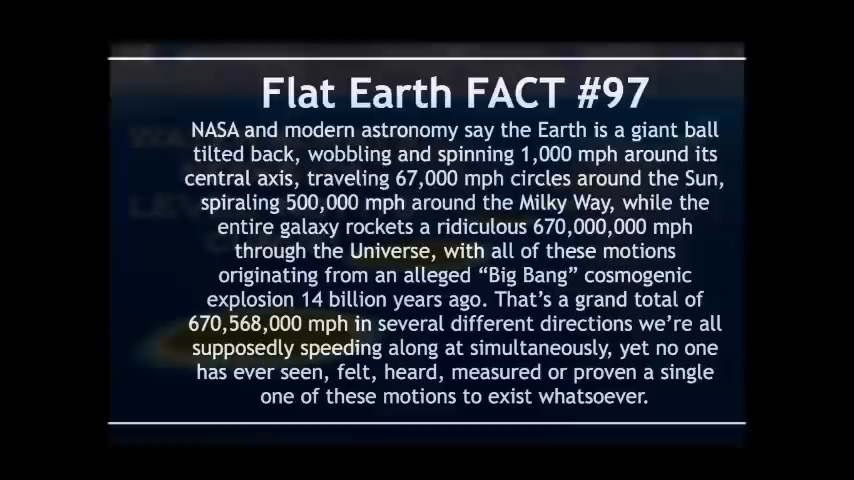 Flat Earth FACT #97
NASA and modern astronomy say the Earth is a giant ball
tilted back, wobbling and spinning 1,000 mph around its
central axis, traveling 67,000 mph circles around the Sun,
spiraling 500,000 mph around the Milky Way, while the
entire galaxy rockets a ridiculous 670,000,000 mph
through the Universe, with all of these motions
originating from an alleged “Big Bang” cosmogenic
explosion 14 billion years ago. That’s a grand total of
670,568,000 mph in several different directions we’re all
supposedly speeding along at simultaneously, yet no one
has ever seen, felt, heard, measured or proven a single
one of these motions to exist whatsoever.